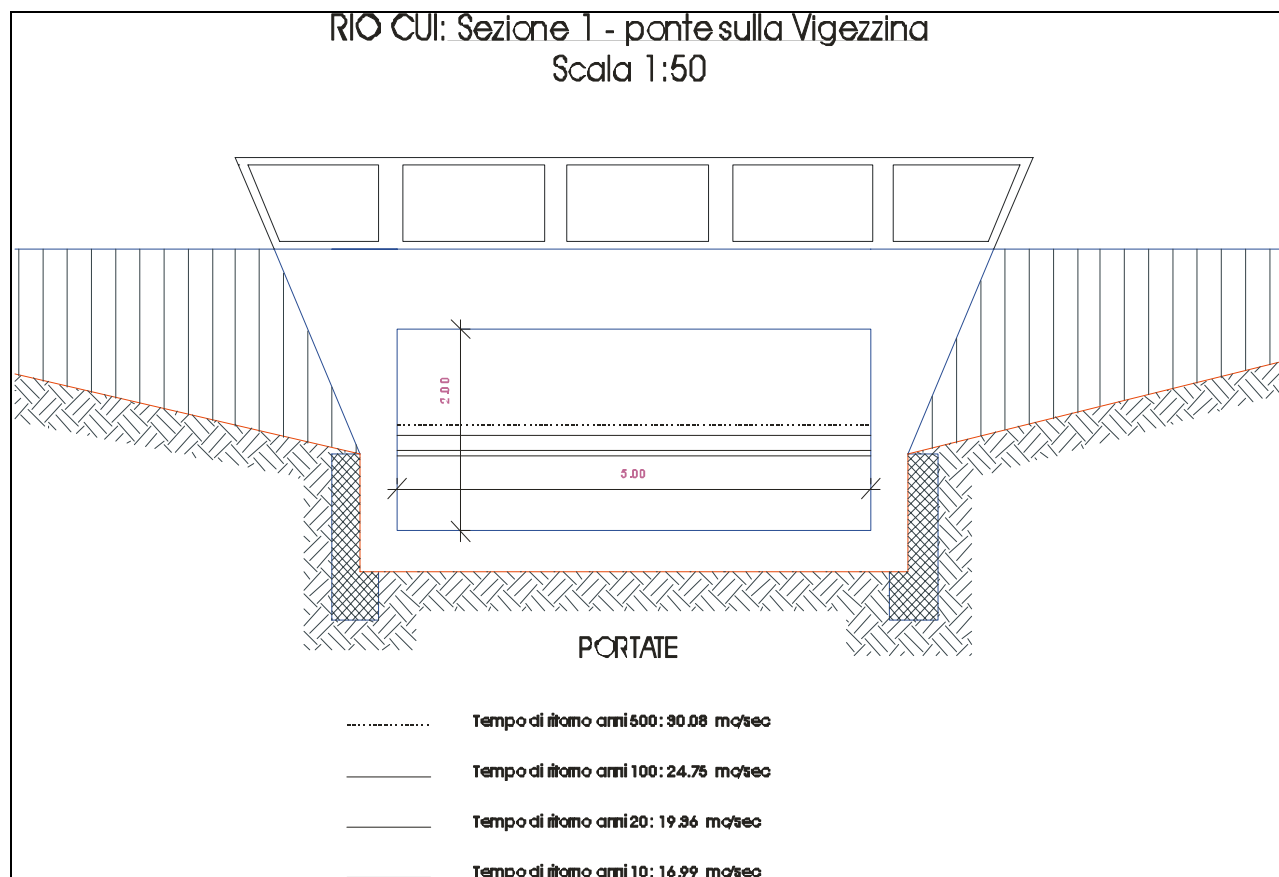 RIO CUI: Sezione 1 - ponte sulla Vigezzina
Scala 1:50
2.00
5.00
PORTATE
Tempo di ritorno anni 500: 30.08 mc/sec
Tempo di ritorno anni 100: 24.75 mc/sec
Tempo di ritorno anni 20: 19.36 mc/sec
Tempo di ritorno anni 10: 16.99 mc/sec